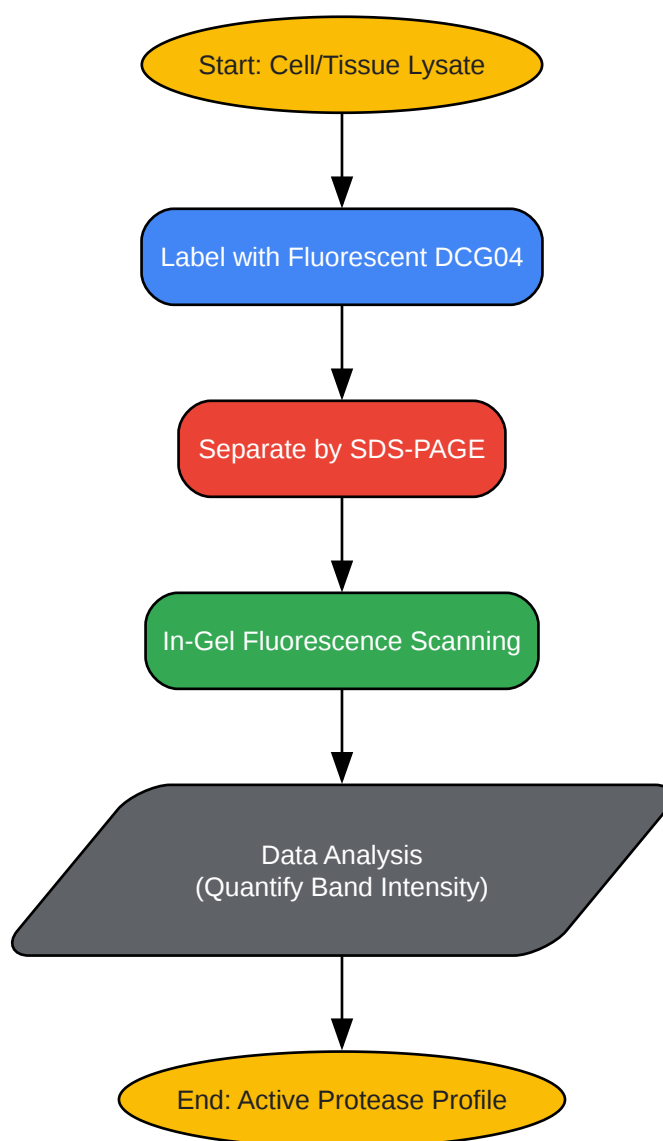 Start: Cell/Tissue Lysate
Label with Fluorescent DCG04
Separate by SDS-PAGE
In-Gel Fluorescence Scanning
Data Analysis
(Quantify Band Intensity)
End: Active Protease Profile